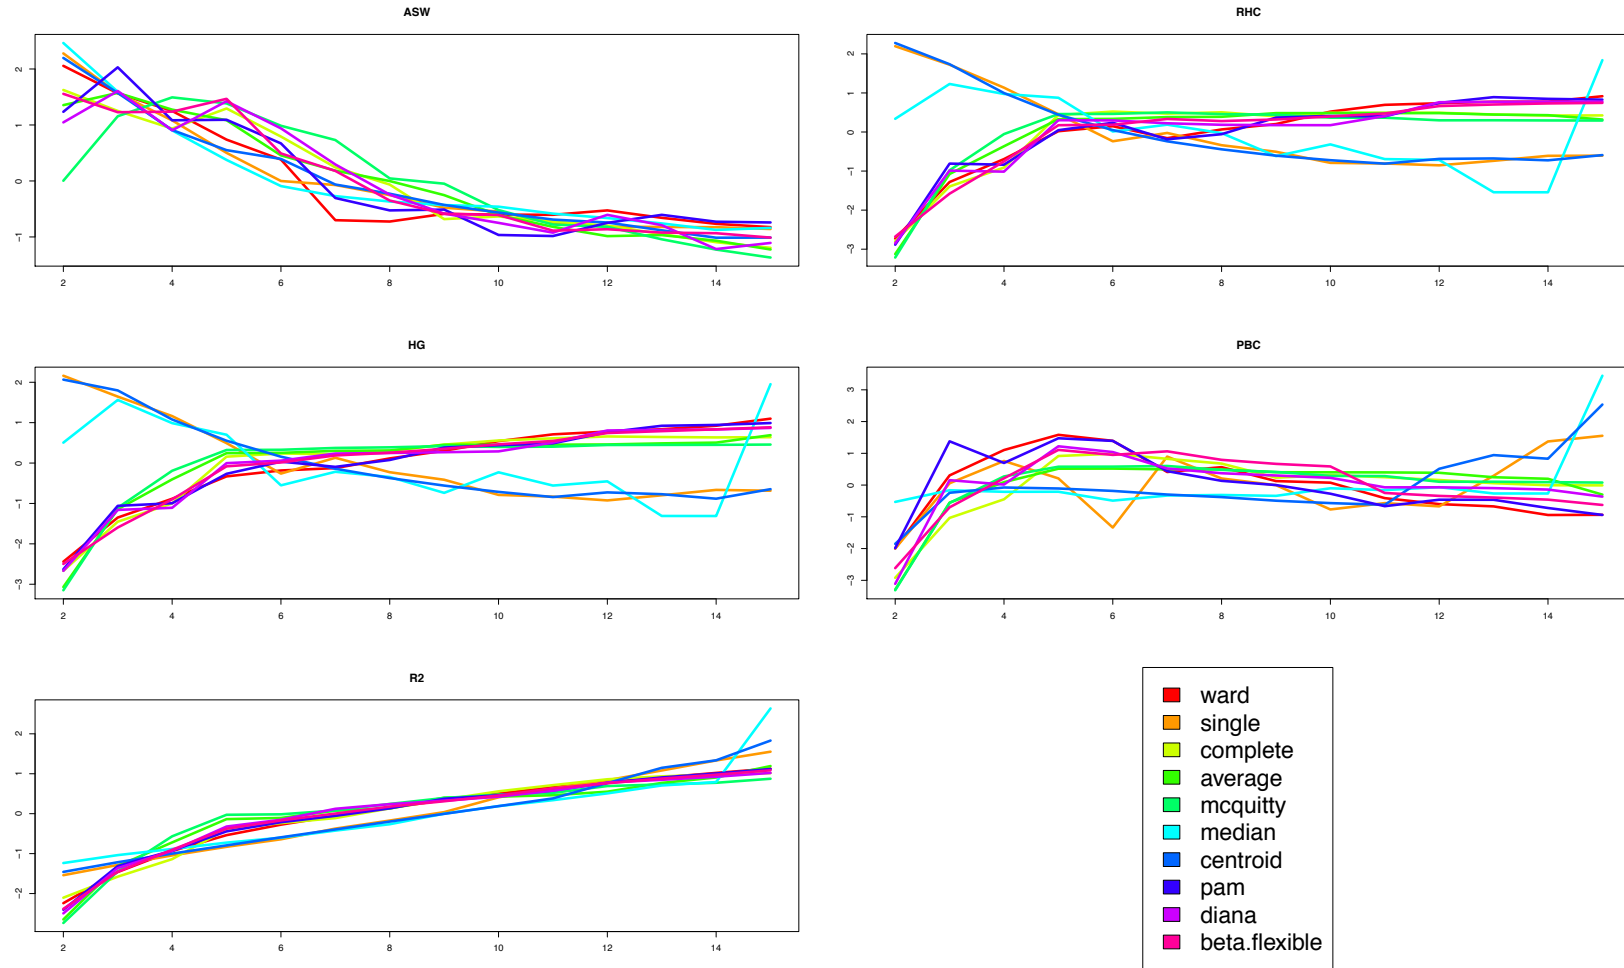 ASW
2
1
0
−1
2 4 6 8 10 12 14
RHC
2
1
0
−1
−2
−3
2 4 6 8 10 12 14
HG
2
1
0
−1
−2
−3
2 4 6 8 10 12 14
PBC
3
2
1
0
−1
−2
−3
2 4 6 8 10 12 14
R2
2
1
0
−1
−2
2 4 6 8 10 12 14
ward
single
complete
average
mcquitty
median
centroid
pam
diana
beta.flexible